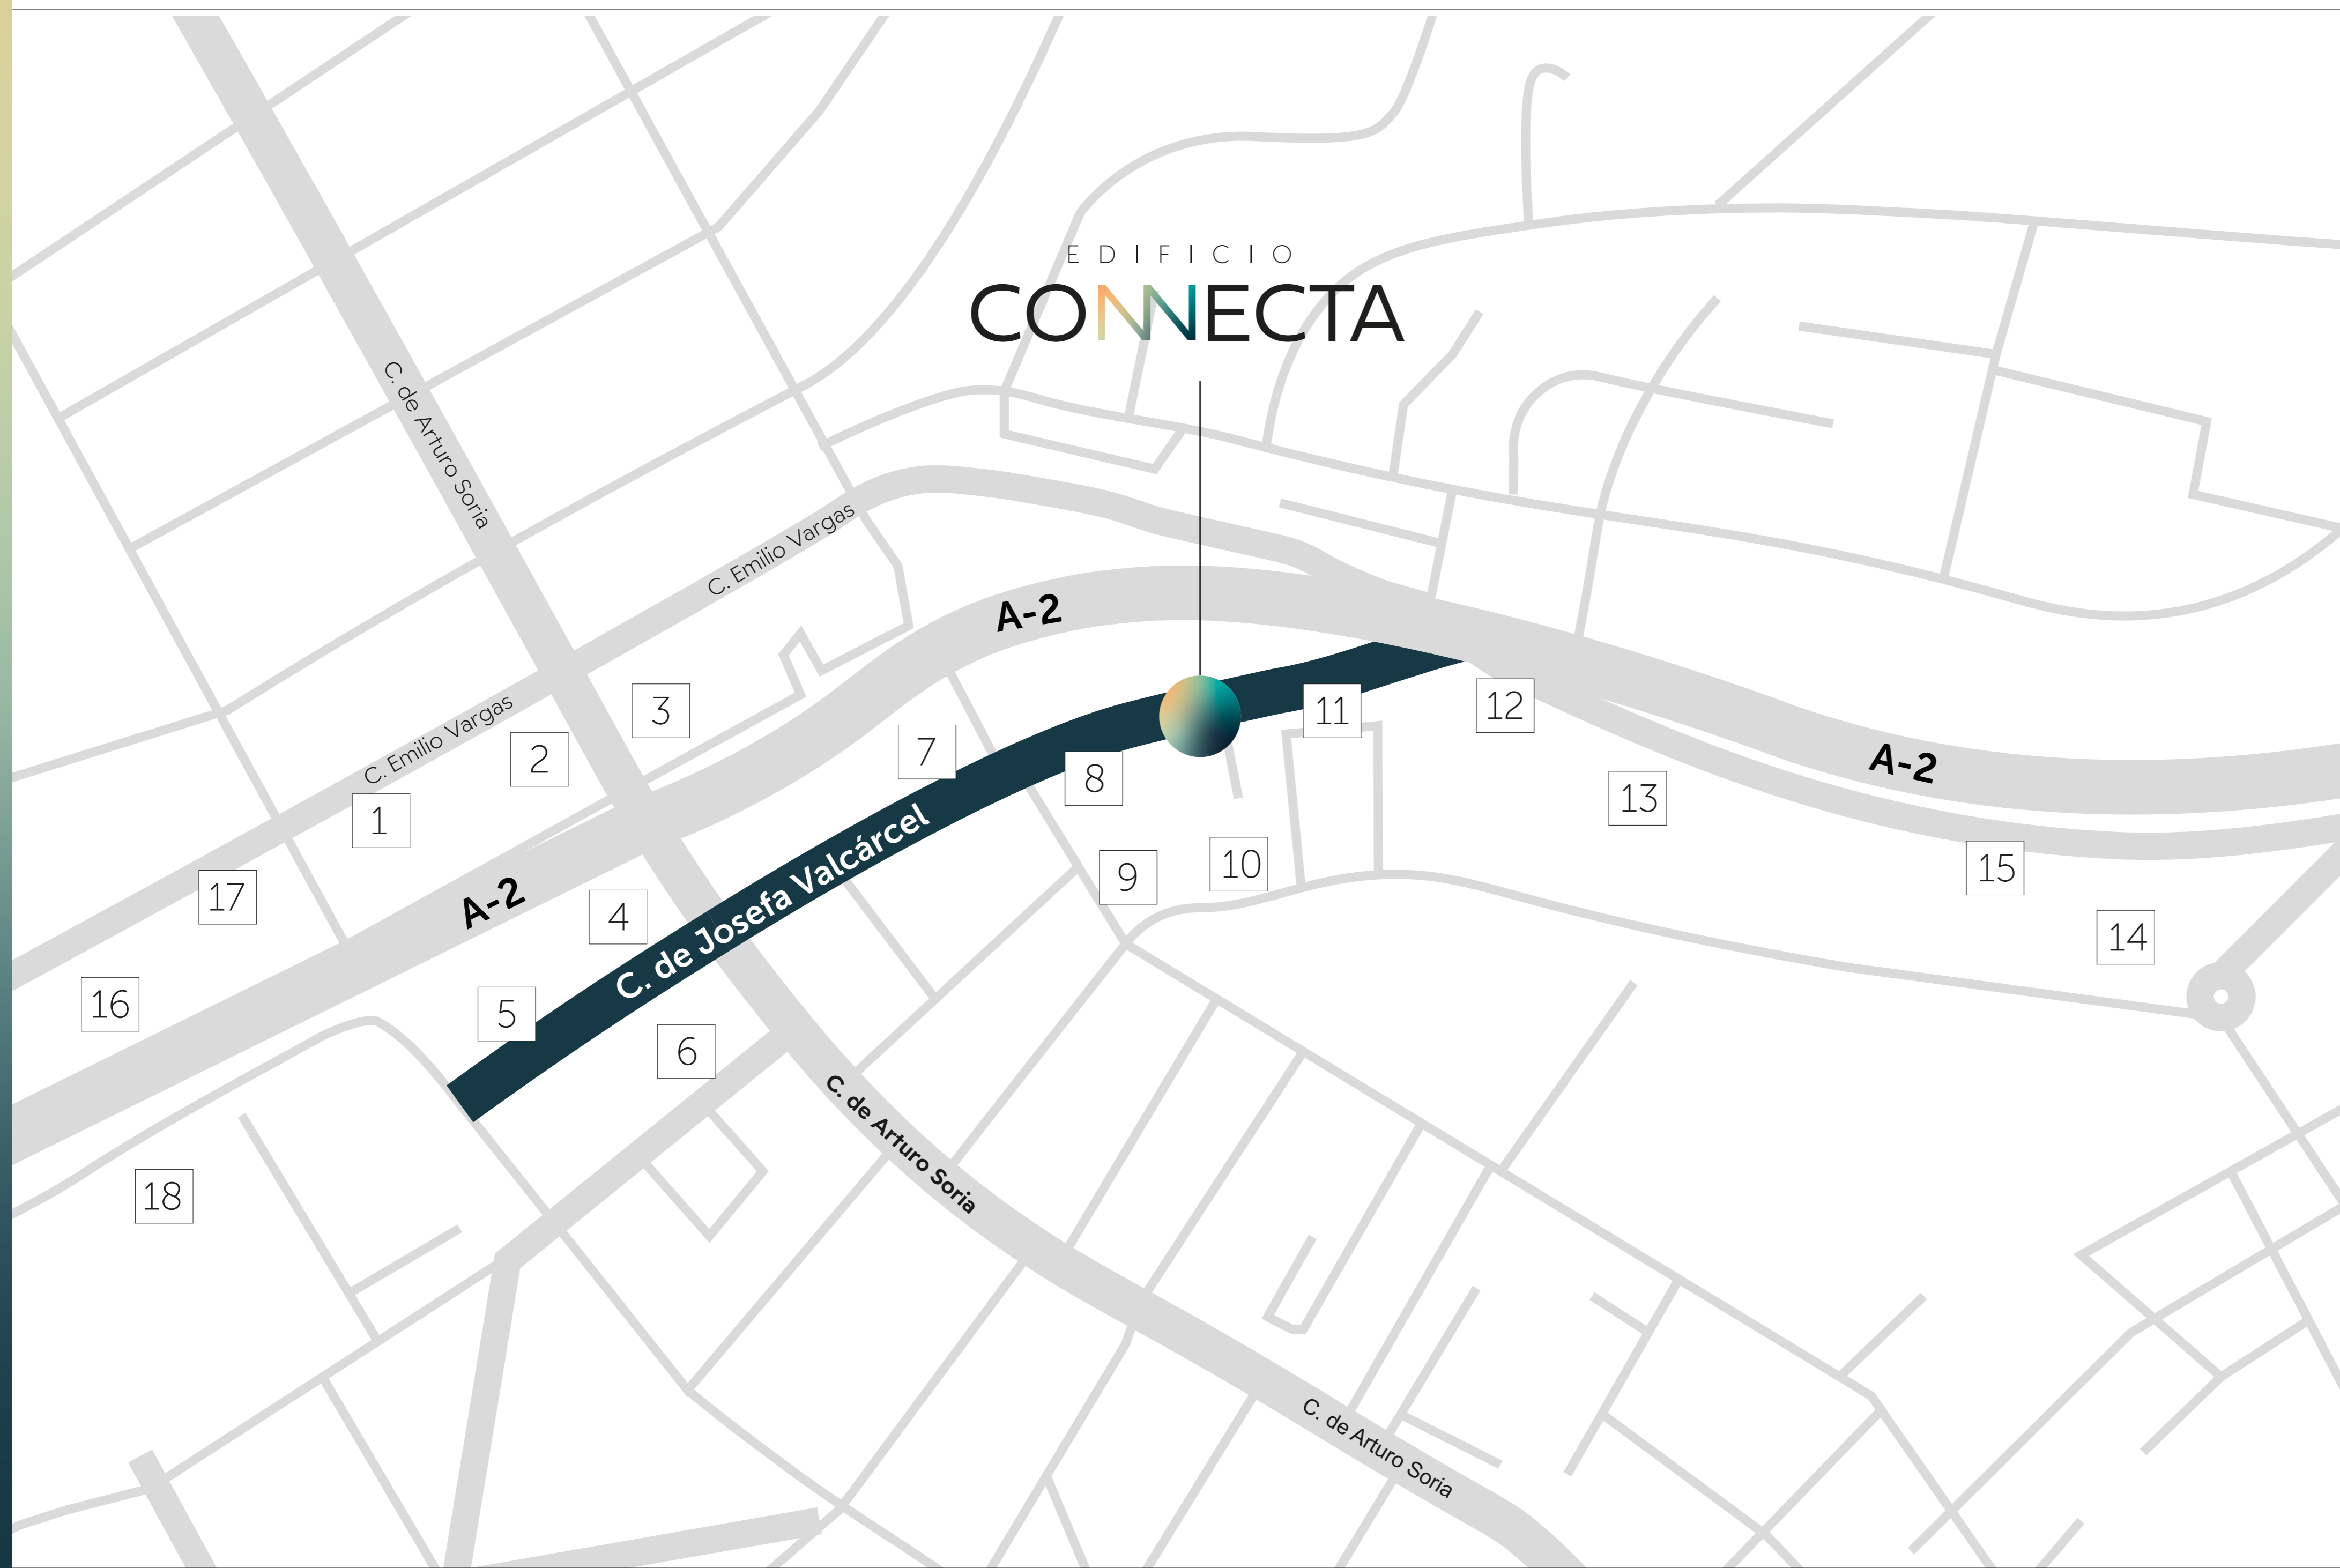 EDIFICIO
CONNECTA
C. de Arturo Soria
C. Emilio Vargas
A-2
3
2
C. Emilio Vargas
7
11
12
A-2
8
13
1
C. de Josefa Valcárcel
17
A-2
4
9
10
15
14
16
5
6
C. de Arturo Soria
18
C. de Arturo Soria